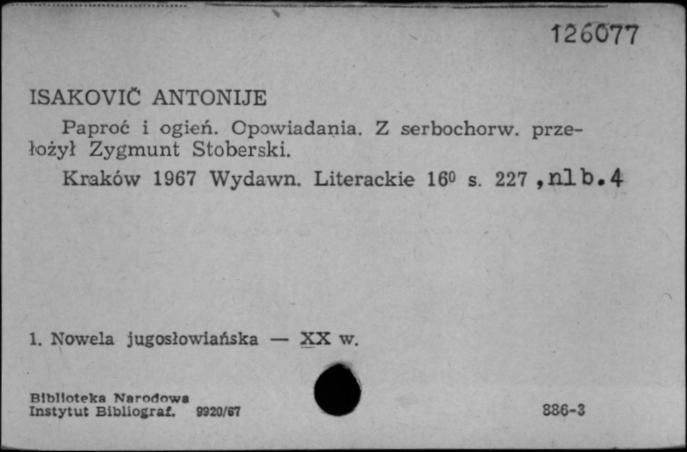 126077
ISAKOVIČ ANTONIJE
Paproć i ogień. Opowiadania. Z serbochorw. prze-
łożył Zygmunt Stoberski.
Kraków 1967 Wydawn. Literackie 16⁰ s. 227 ,nlb.4
1. Nowela jugosłowiańska — XX w.
Biblioteka Narodowa
Instytut Bibliograf. 9920/67
886-3